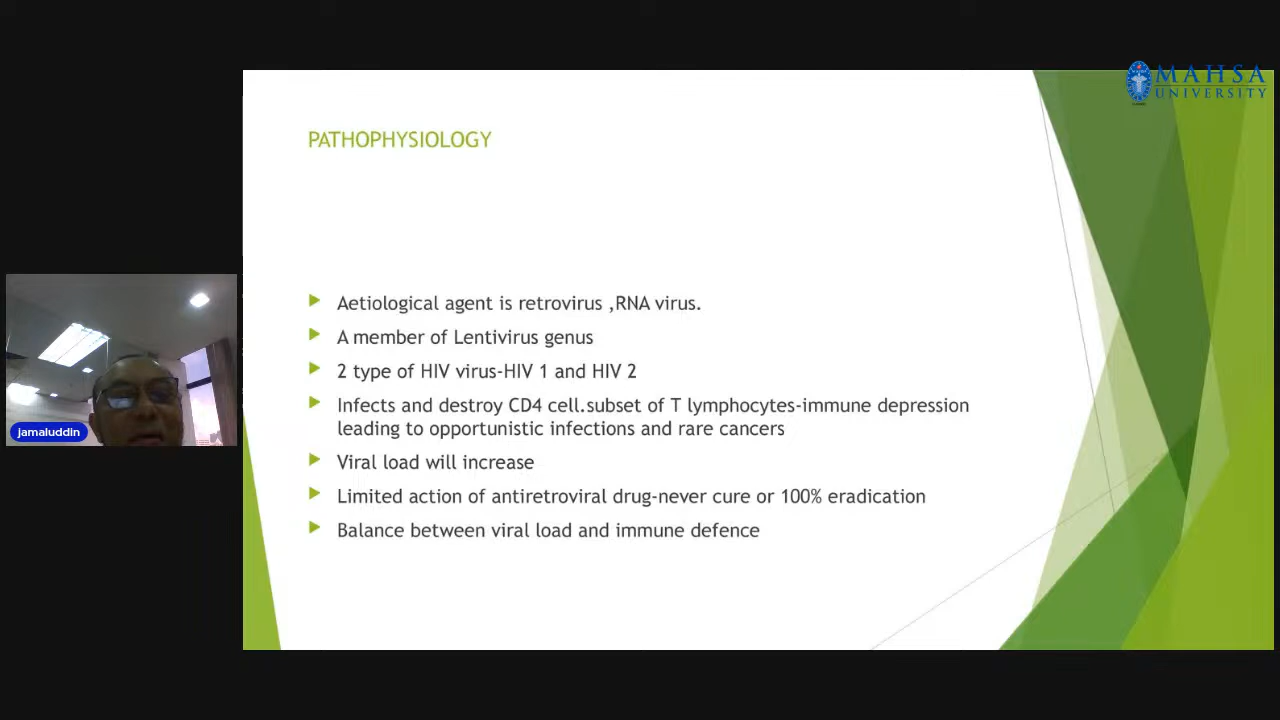 MAHSA
UNIVERSITY
PATHOPHYSIOLOGY
Aetiological agent is retrovirus ,RNA virus.
A member of Lentivirus genus
2 type of HIV virus-HIV 1 and HIV 2
Infects and destroy CD4 cell.subset of T lymphocytes-immune depression
leading to opportunistic infections and rare cancers
Viral load will increase
Limited action of antiretroviral drug-never cure or 100% eradication
Balance between viral load and immune defence
jamaluddin